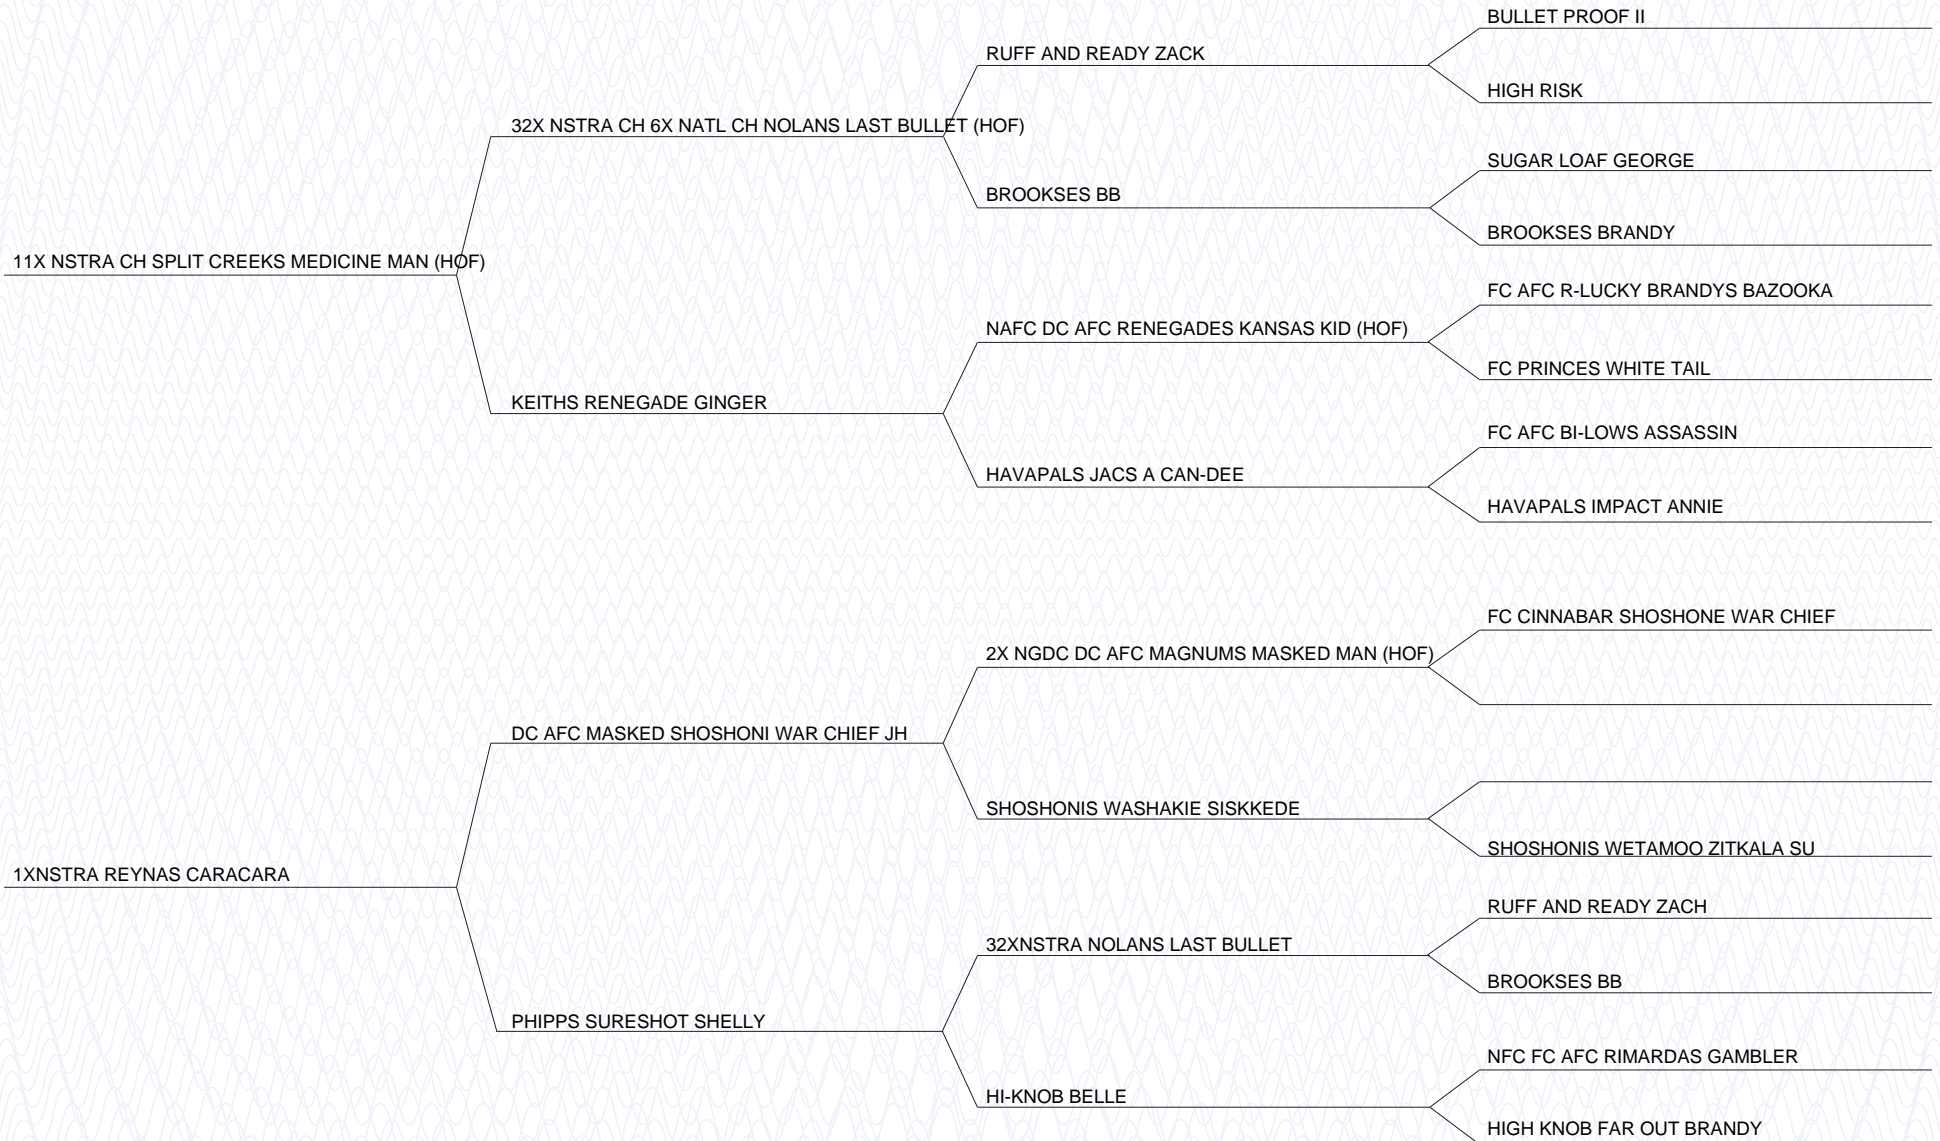 BULLET PROOF II
RUFF AND READY ZACK
HIGH RISK
32X NSTRA CH 6X NATL CH NOLANS LAST BULLET (HOF)
SUGAR LOAF GEORGE
BROOKSES BB
BROOKSES BRANDY
11X NSTRA CH SPLIT CREEKS MEDICINE MAN (HOF)
FC AFC R-LUCKY BRANDYS BAZOOKA
NAFC DC AFC RENEGADES KANSAS KID (HOF)
FC PRINCES WHITE TAIL
KEITHS RENEGADE GINGER
FC AFC BI-LOWS ASSASSIN
HAVAPALS JACS A CAN-DEE
HAVAPALS IMPACT ANNIE
FC CINNABAR SHOSHONE WAR CHIEF
2X NGDC DC AFC MAGNUMS MASKED MAN (HOF)
DC AFC MASKED SHOSHONI WAR CHIEF JH
SHOSHONIS WASHAKIE SISKKEDE
SHOSHONIS WETAMOO ZITKALA SU
1XNSTRA REYNAS CARACARA
RUFF AND READY ZACH
32XNSTRA NOLANS LAST BULLET
BROOKSES BB
PHIPPS SURESHOT SHELLY
NFC FC AFC RIMARDAS GAMBLER
HI-KNOB BELLE
HIGH KNOB FAR OUT BRANDY